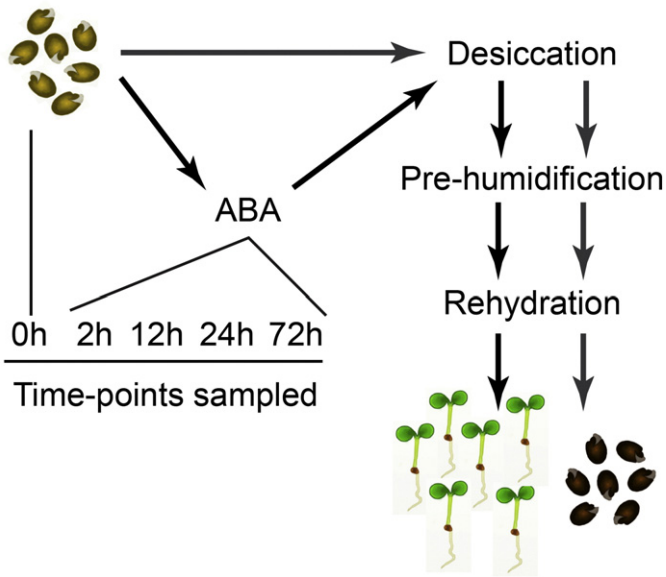 Desiccation
Pre-humidification
ABA
Rehydration
0h 2h 12h 24h 72h
Time-points sampled